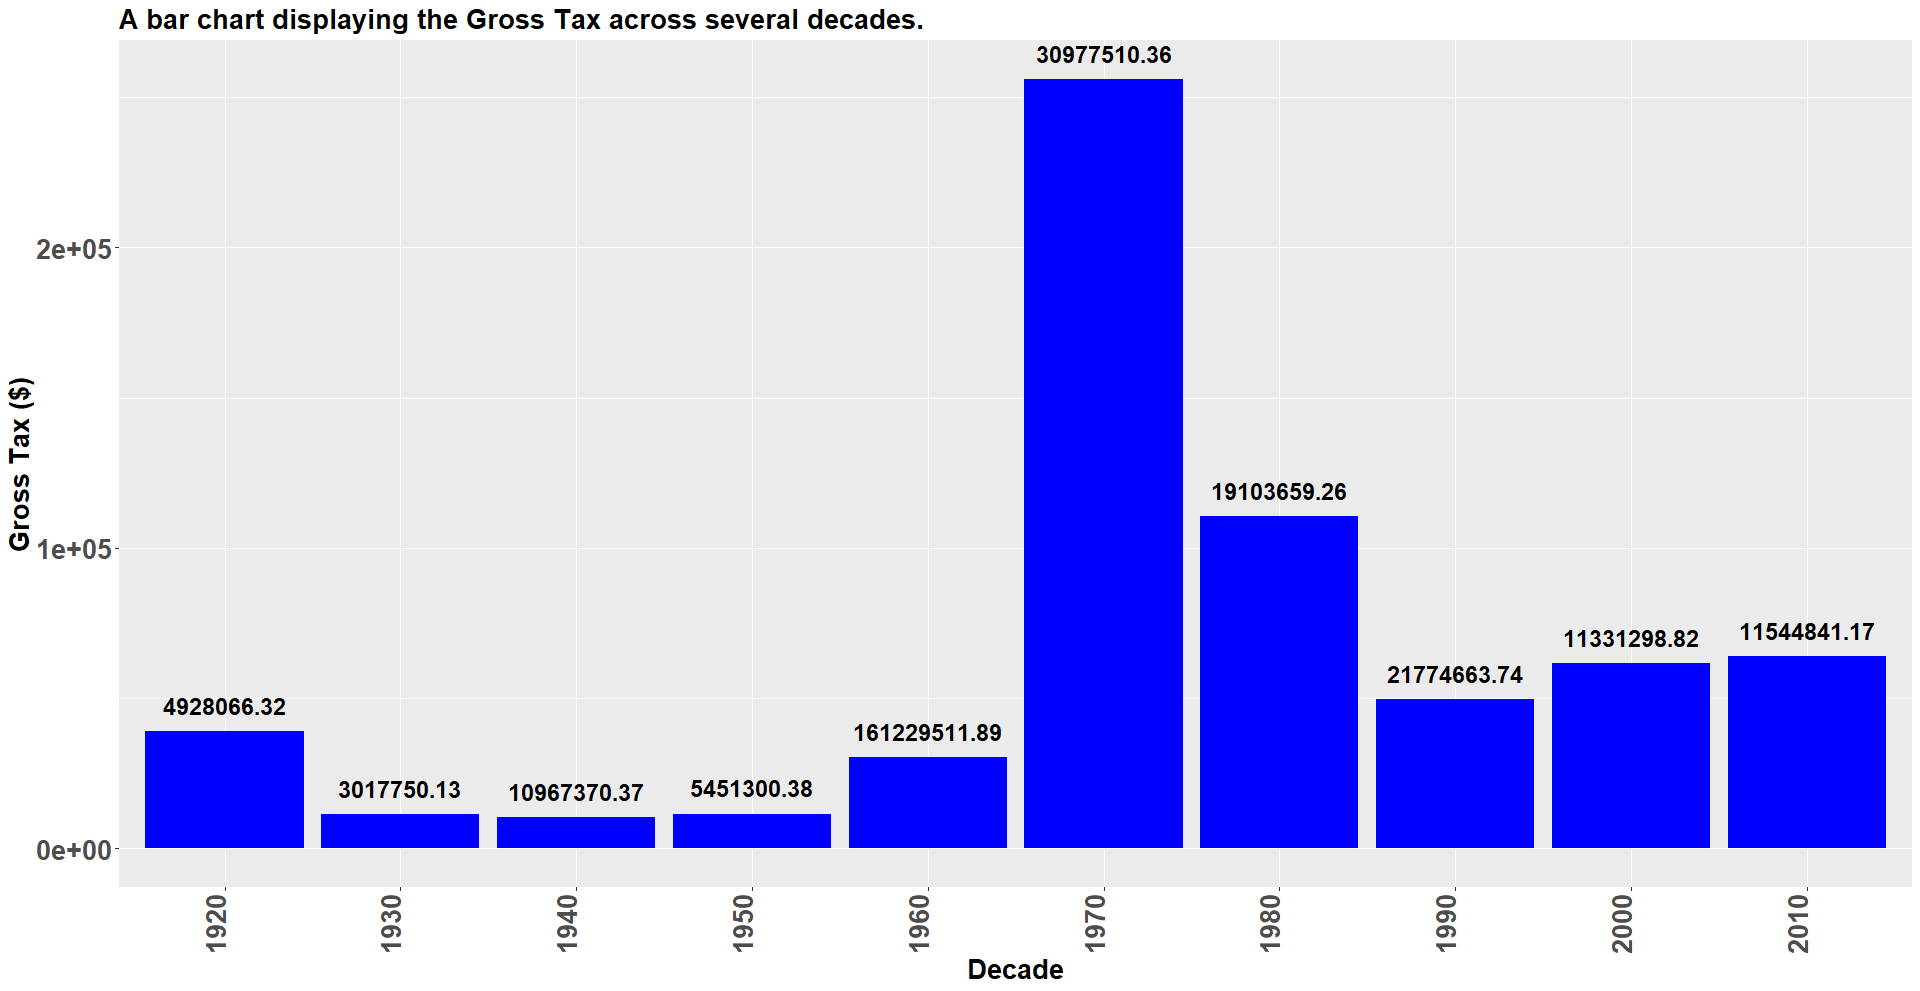 A bar chart displaying the Gross Tax across several decades.
30977510.36
2e+05
19103659.26
Gross Tax ($)
1e+05
11544841.17
11331298.82
21774663.74
4928066.32
161229511.89
3017750.13
10967370.37
5451300.38
0e+00
1920 1930 1940 1950 1960 1970 1980 1990 2000 2010
Decade